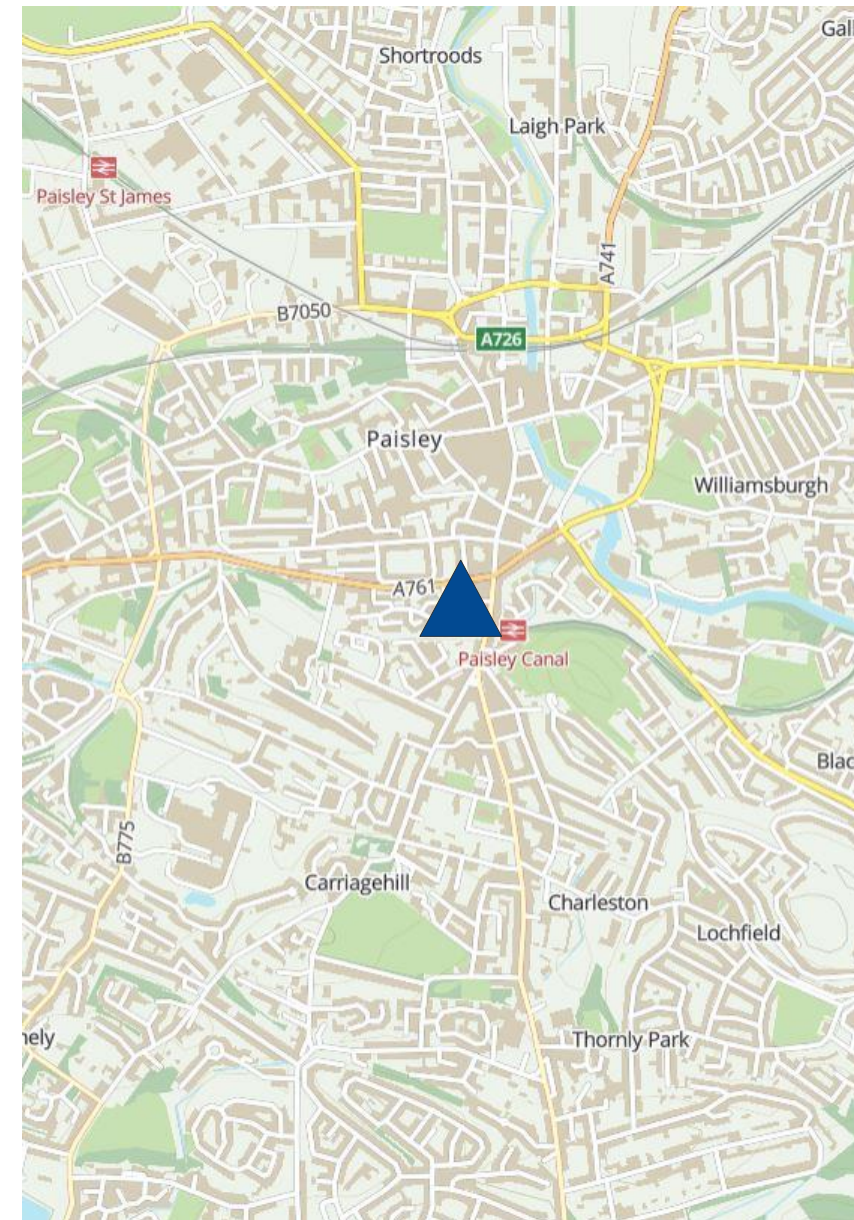 Gal
Shortroods
Laigh Park
Paisley St James
A741
B7050
A726
Paisley
Williamsburgh
A761
Paisley Canal
Blac
B775
Carriagehill
Charleston
Lochfield
nely
Thornly Park